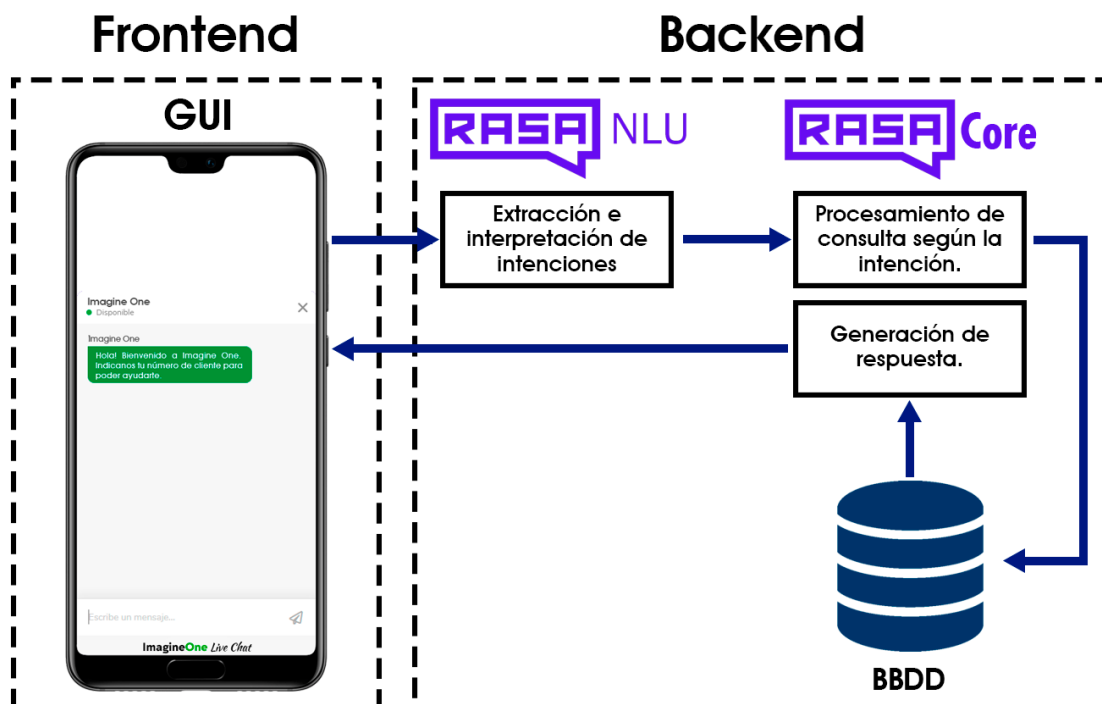 Frontend
Backend
GUI
RASA NLU
RASA Core
Extracción e
interpretación de
intenciones
Procesamiento de
consulta según la
intención.
Generación de
respuesta.
Imagine One
Disponible
Imagine One
Hola! Bienvenido a Imagine One.
Indicanos tu número de cliente para
poder ayudarte.
Escribe un mensaje...
ImagineOne Live Chat
BBDD